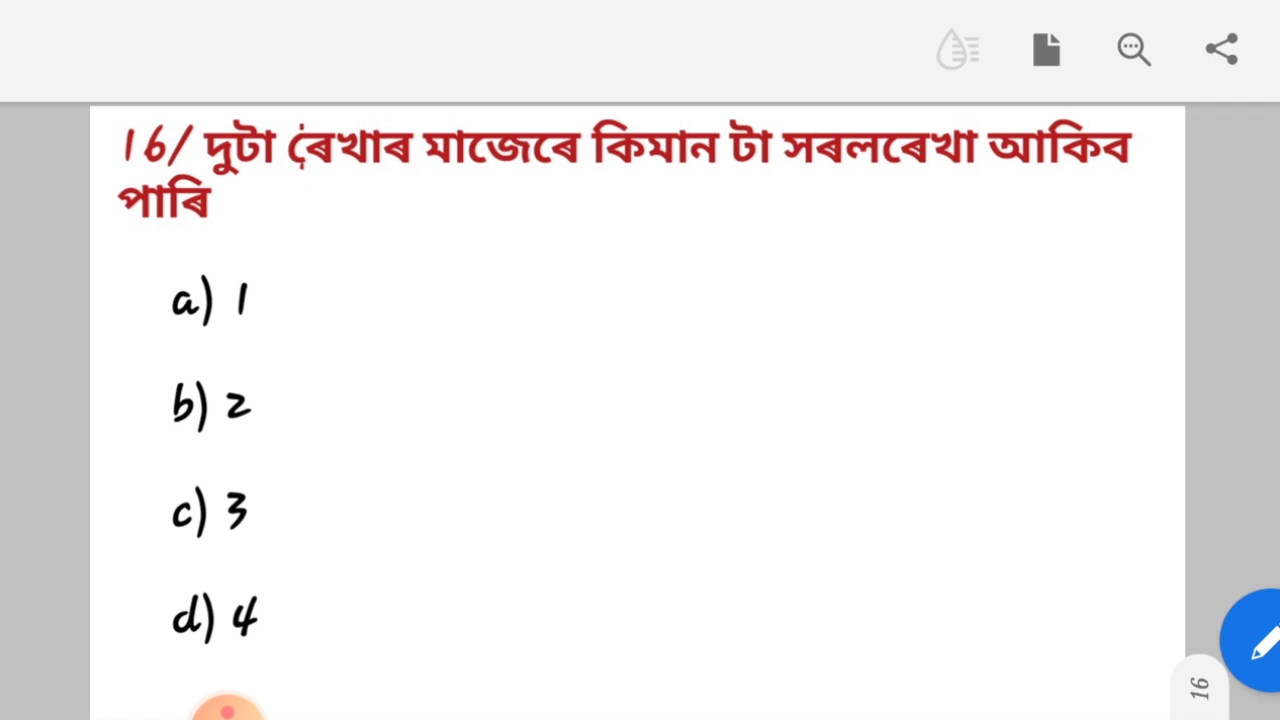 16/ দুটা ৰেখাৰ মাজেৰে কিমান টা সৰলৰেখা আকিব
পাৰি
a) 1
b) 2
c) 3
d) 4
16